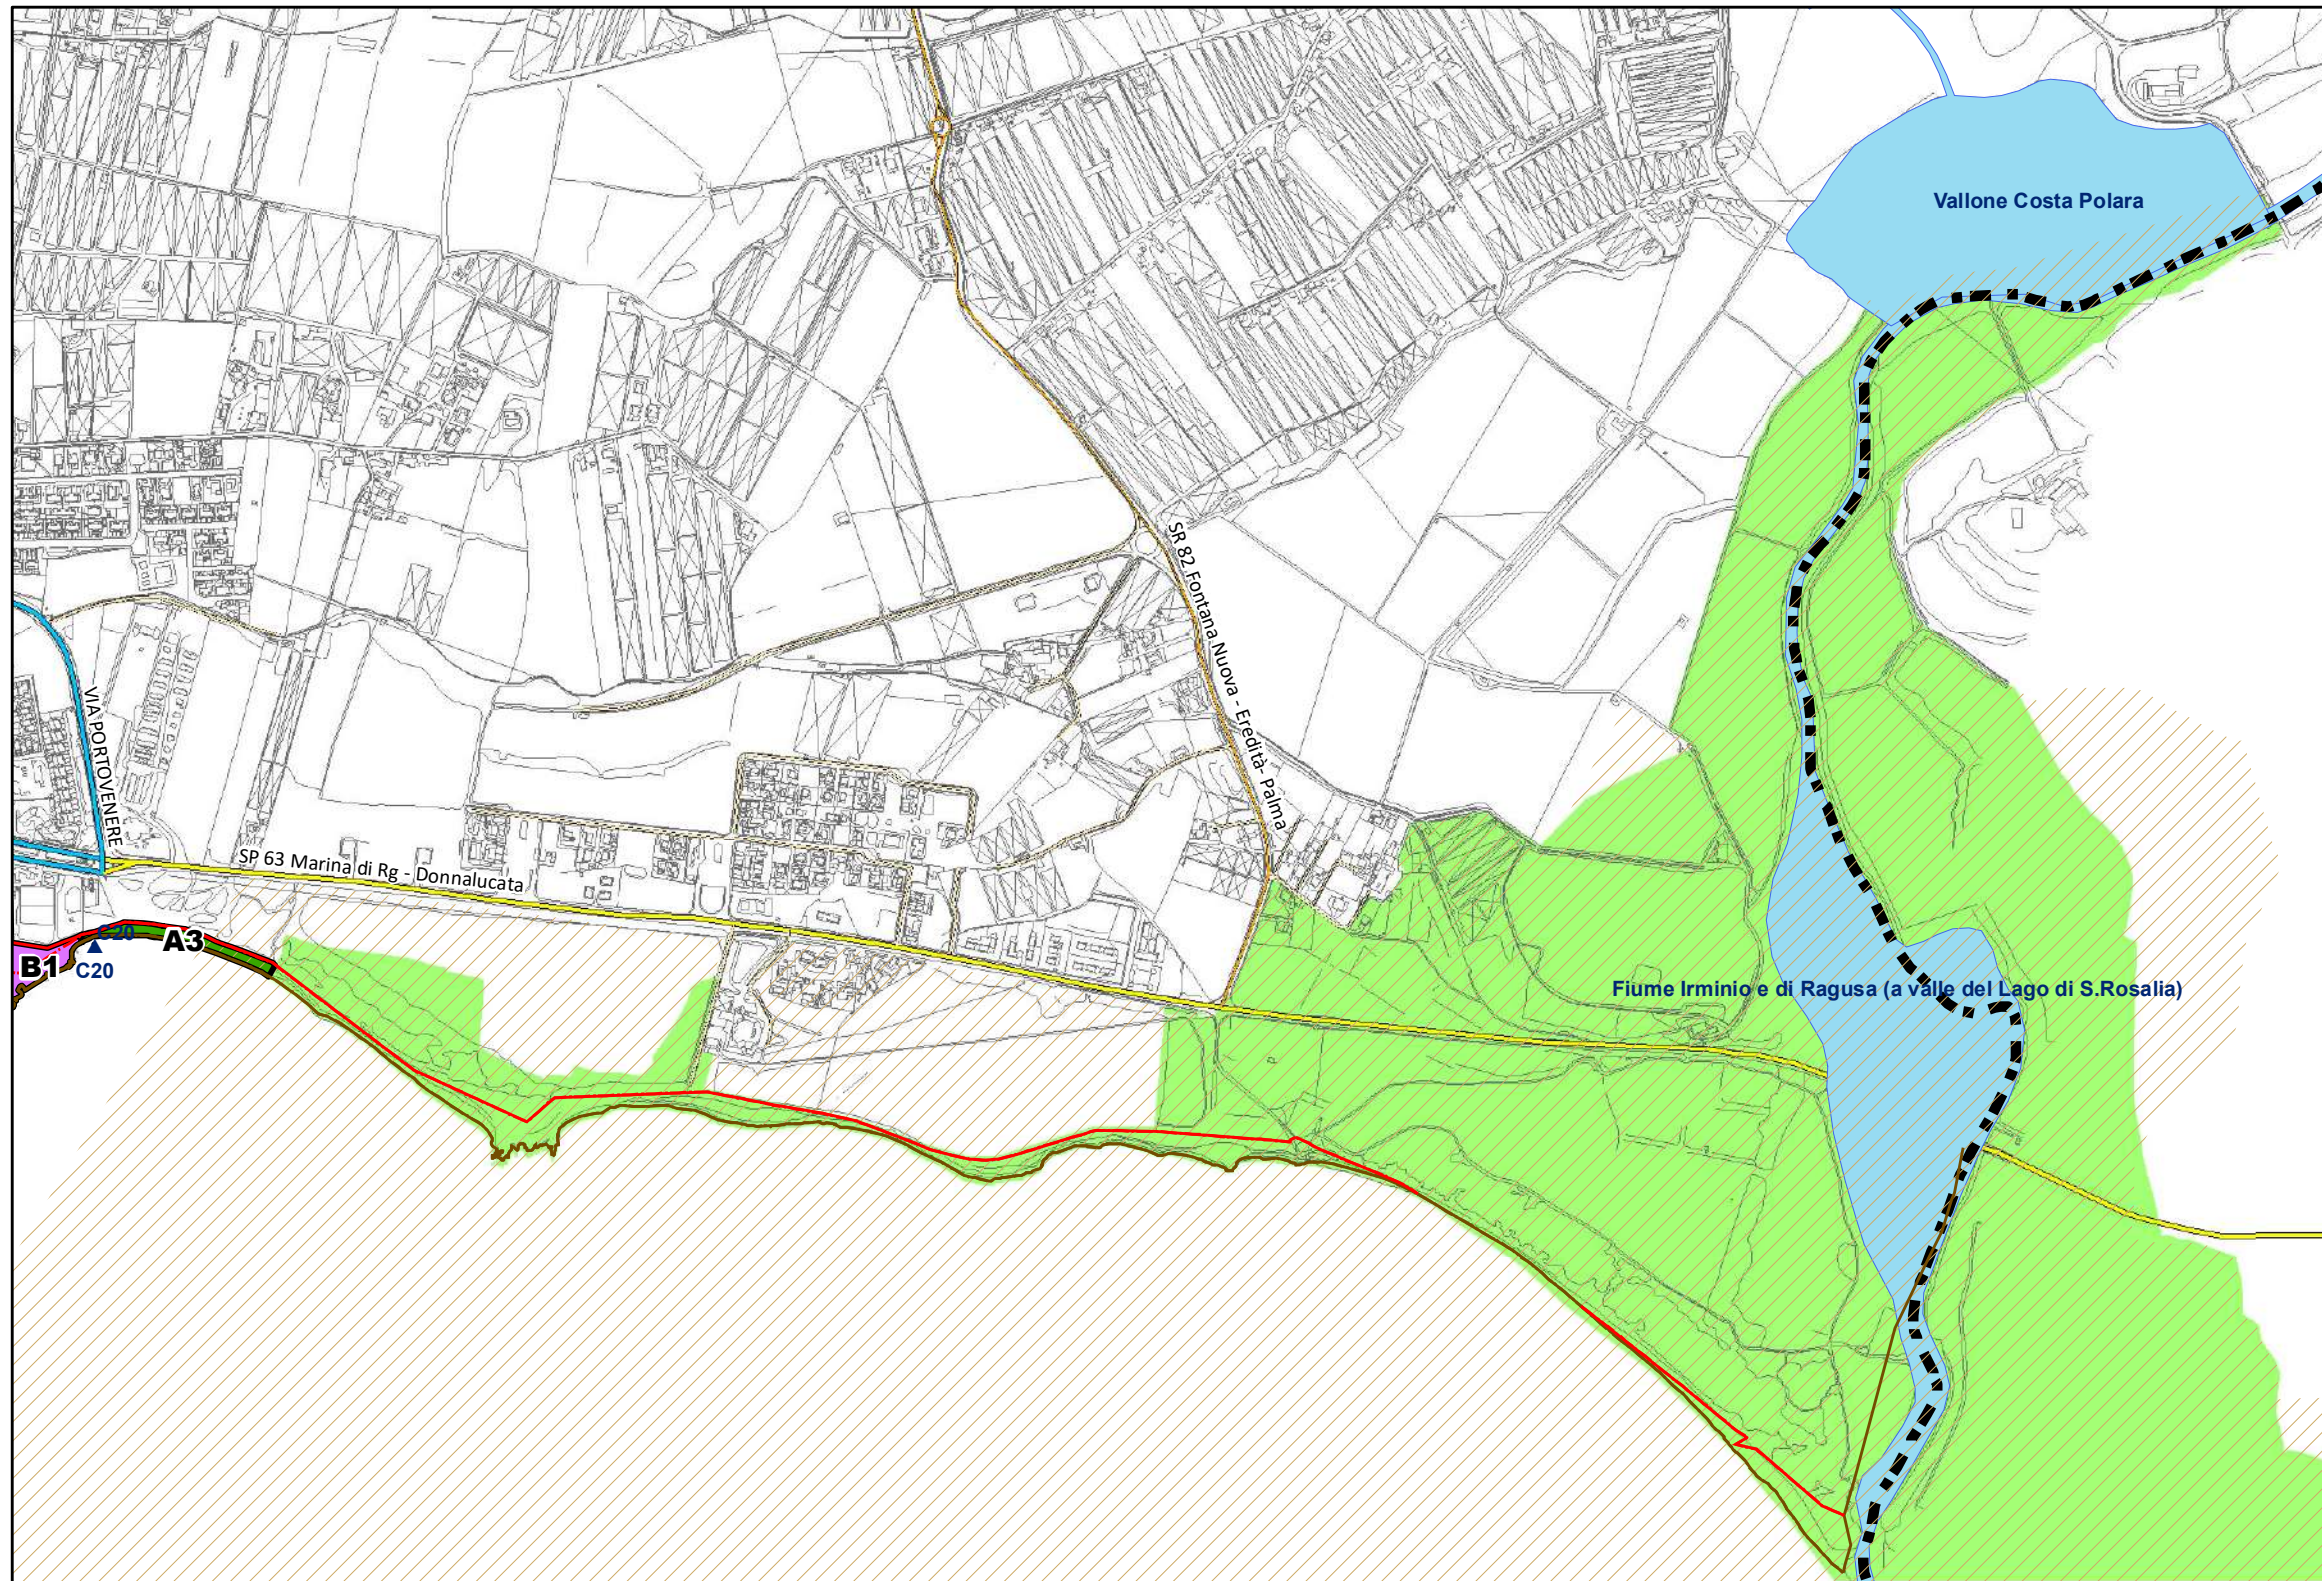 Vallone Costa Polara
SR 82 Fontana Nuova - Eredità- Palma
VIA PORTOVENERE
SP 63 Marina di Rg - Donnalucata
C20
A3
B1
C20
Fiume Irminio e di Ragusa (a valle del Lago di S.Rosalia)